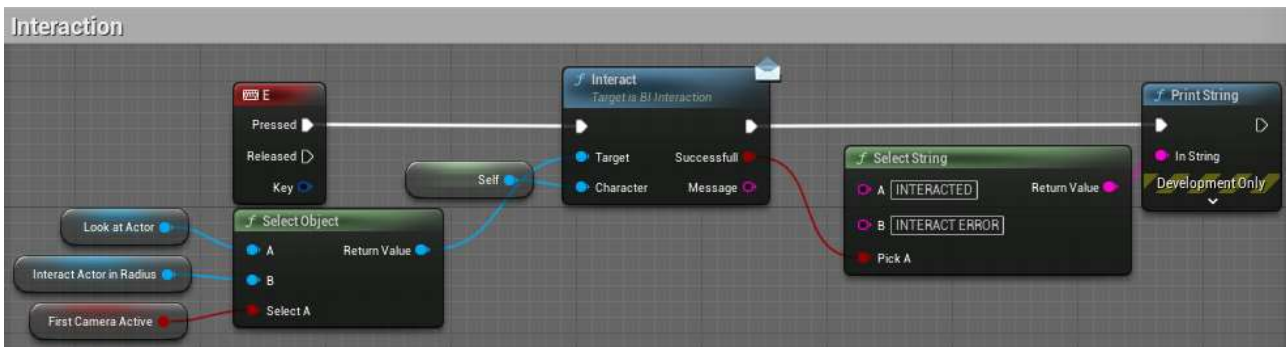 Interaction
E
Pressed
Released
Key
Look at Actor
Interact Actor in Radius
First Camera Active
f Select Object
A
Return Value
B
Select A
Self
f Interact
Target is BI Interaction
Target
Successfull
Character
Message
f Select String
A INTERACTED
Return Value
B INTERACT ERROR
Pick A
f Print String
In String
Development Only